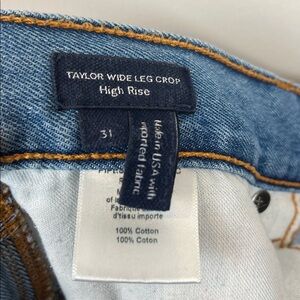 TAYLOR WIDE LEG CROP
High Rise
31
Made in USA with
imported fabric
of
Fabriqué
d'tissu importe
100% Cotton
100% Coton